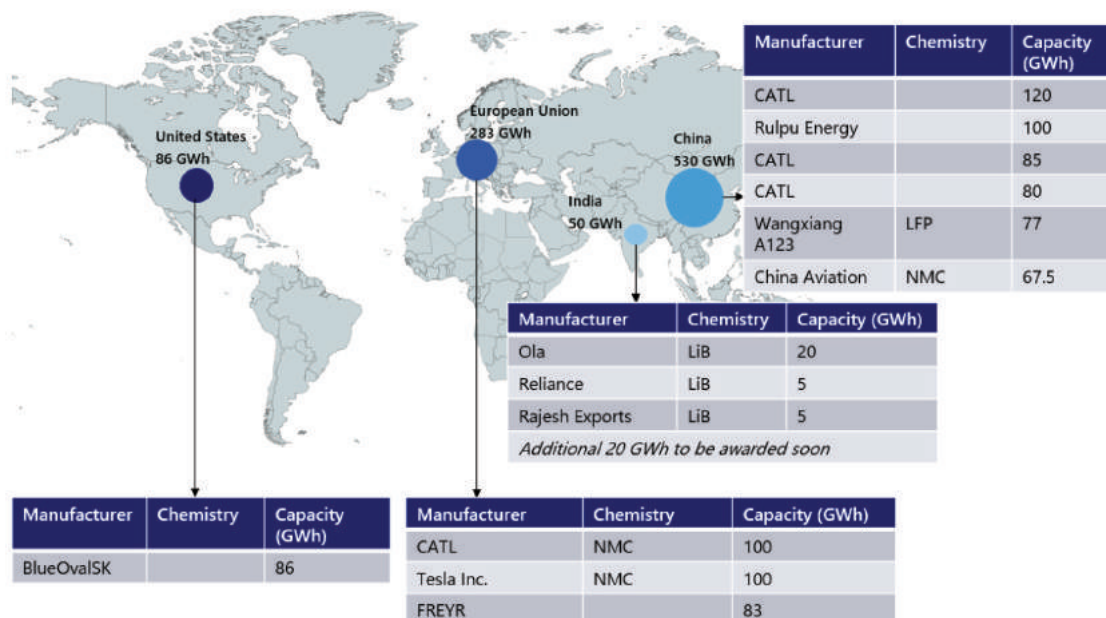 United States
86 GWh
European Union
283 GWh
China
530 GWh
India
50 GWh
Manufacturer Chemistry Capacity
(GWh)
CATL 120
Rulpu Energy 100
CATL 85
CATL 80
Wangxiang
A123 LFP 77
China Aviation NMC 67.5
Manufacturer Chemistry Capacity (GWh)
Ola LiB 20
Reliance LiB 5
Rajesh Exports LiB 5
Additional 20 GWh to be awarded soon
Manufacturer Chemistry Capacity
(GWh)
BlueOvalSK 86
Manufacturer Chemistry Capacity (GWh)
CATL NMC 100
Tesla Inc. NMC 100
FREYR 83